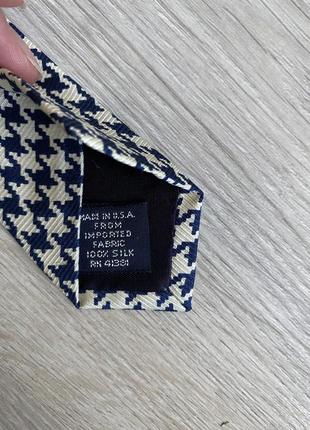 MADE IN U.S.A.
FROM
IMPORTED
FABRIC
100% SILK
RN 41381